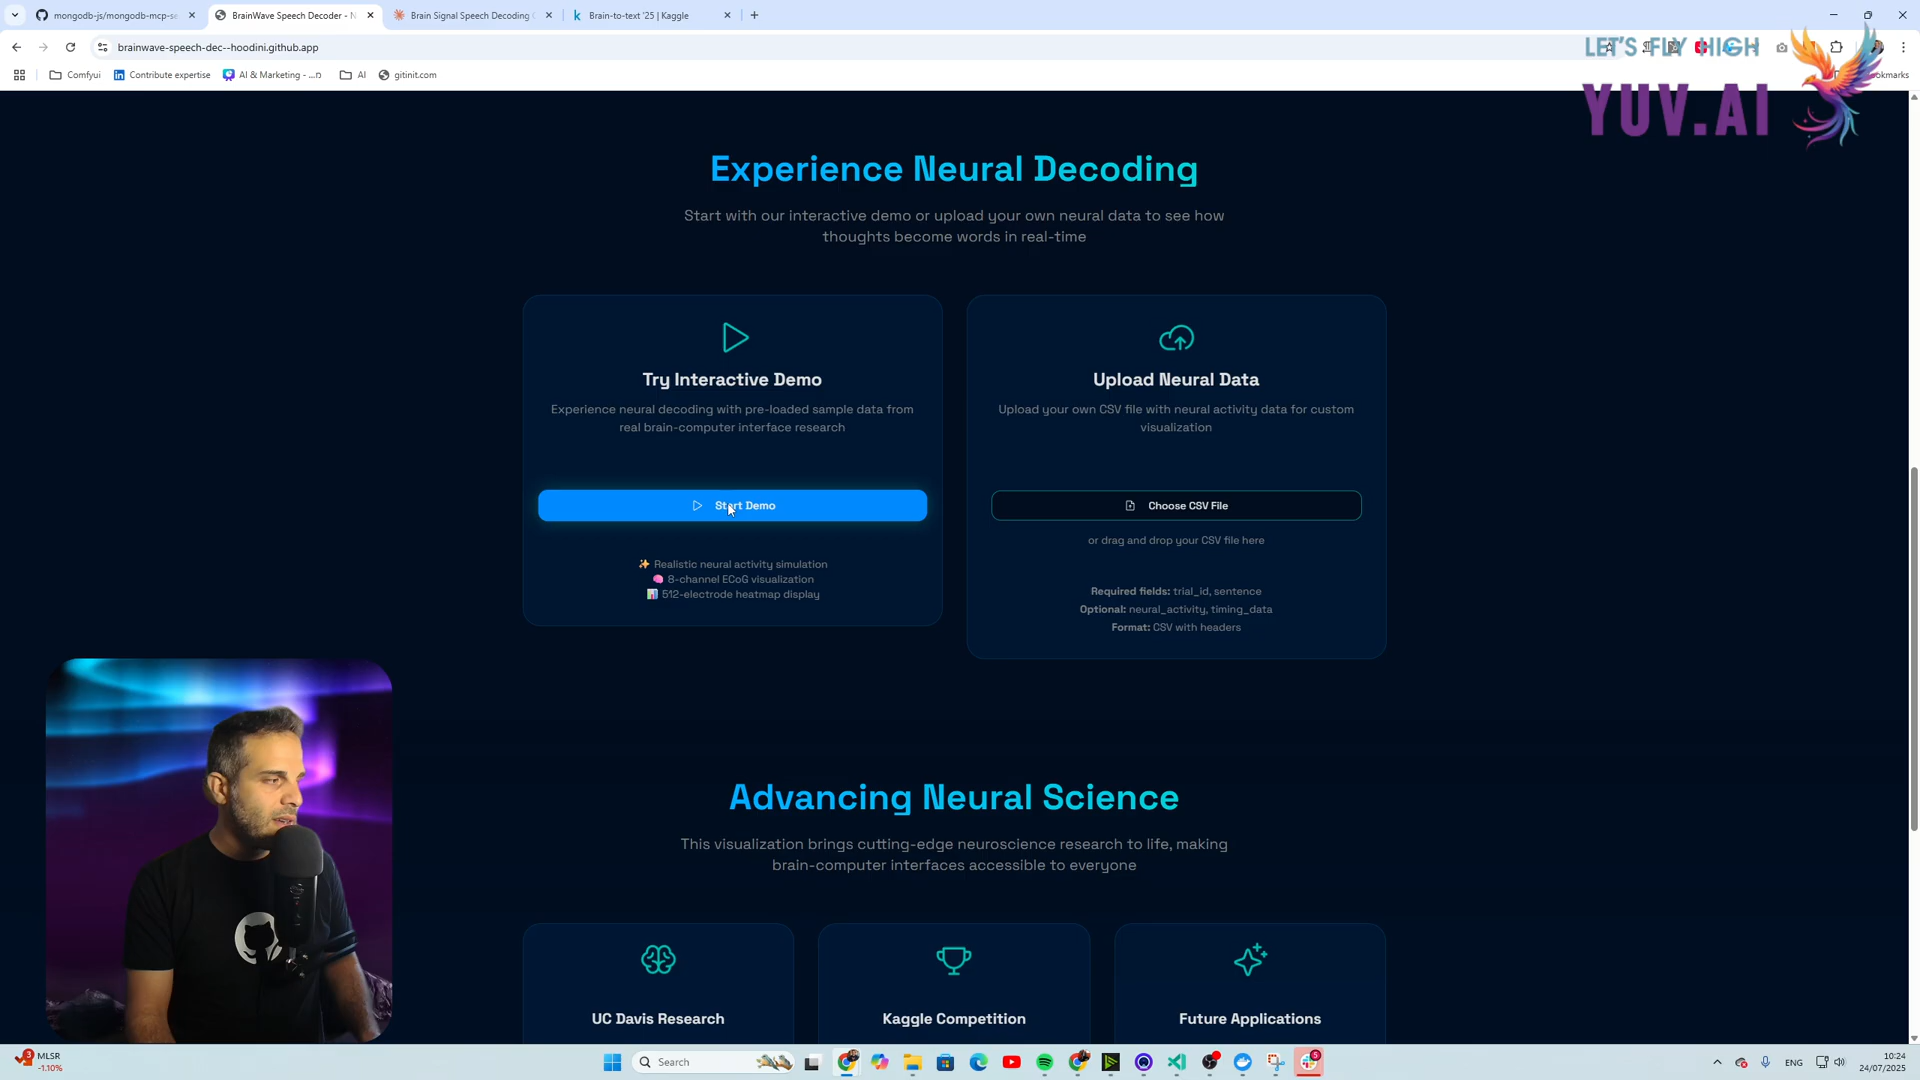 mongodb-js/mongodb-mcp-se
BrainWave Speech Decoder - N
Brain Signal Speech Decoding C
Brain-to-text '25 | Kaggle
brainwave-speech-dec--hoodini.github.app
Comfyui
Contribute expertise
AI & Marketing - ...n
AI
gitinit.com
LET'S FLY HIGH
YUV.AI
Experience Neural Decoding
Start with our interactive demo or upload your own neural data to see how
thoughts become words in real-time
Try Interactive Demo
Experience neural decoding with pre-loaded sample data from
real brain-computer interface research
Start Demo
✨ Realistic neural activity simulation
🧠 8-channel ECoG visualization
📊 512-electrode heatmap display
Upload Neural Data
Upload your own CSV file with neural activity data for custom
visualization
Choose CSV File
or drag and drop your CSV file here
Required fields: trial_id, sentence
Optional: neural_activity, timing_data
Format: CSV with headers
Advancing Neural Science
This visualization brings cutting-edge neuroscience research to life, making
brain-computer interfaces accessible to everyone
UC Davis Research
Kaggle Competition
Future Applications
3
MLSR
-1.10%
Search
5
ENG
10:24
24/07/2025